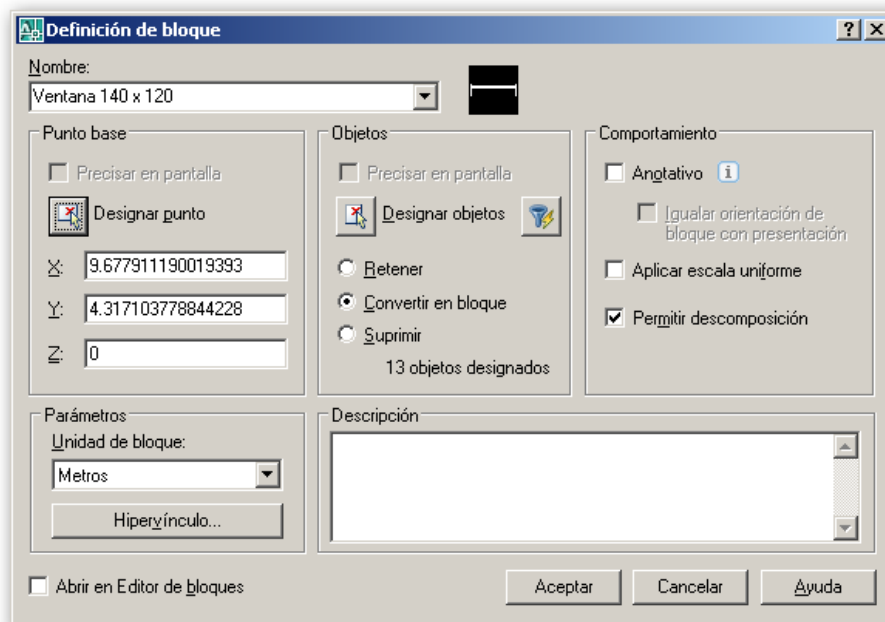 Definición de bloque
Nombre:
Ventana 140 x 120
Punto base
Precisar en pantalla
Designar punto
X: 9.677911190019393
Y: 4.317103778844228
Z: 0
Objetos
Precisar en pantalla
Designar objetos
Retener
Convertir en bloque
Suprimir
13 objetos designados
Comportamiento
Anotativo
Igualar orientación de
bloque con presentación
Aplicar escala uniforme
Permitir descomposición
Parámetros
Unidad de bloque:
Metros
Hipervínculo...
Descripción
Abrir en Editor de bloques
Aceptar
Cancelar
Ayuda